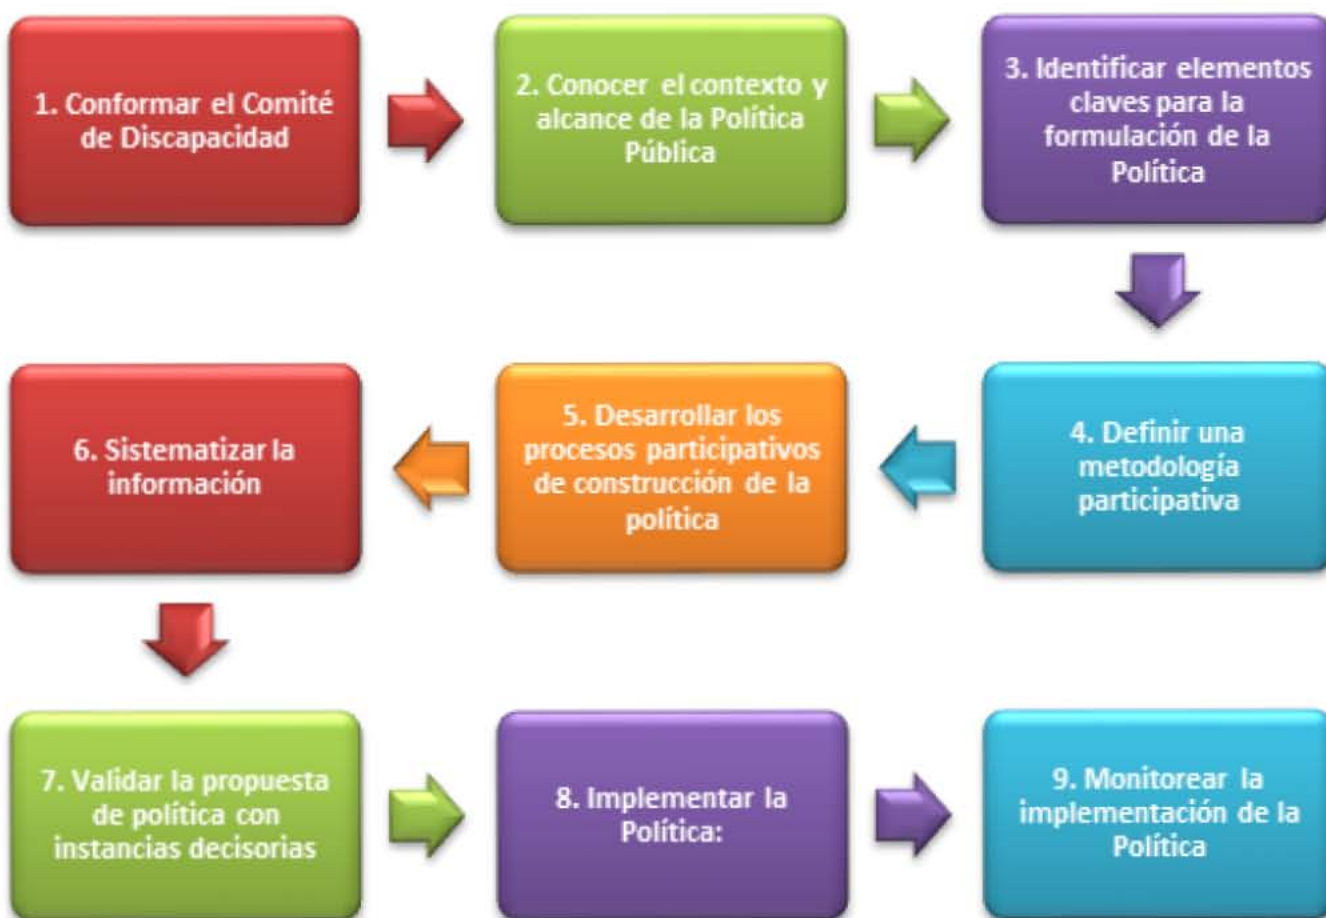 1. Conformar el Comité
de Discapacidad
2. Conocer el contexto y
alcance de la Política
Pública
3. Identificar elementos
claves para la
formulación de la
Política
4. Definir una
metodología
participativa
5. Desarrollar los
procesos participativos
de construcción de la
política
6. Sistematizar la
información
7. Validar la propuesta
de política con
instancias decisorias
8. Implementar la
Política:
9. Monitorear la
implementación de la
Política